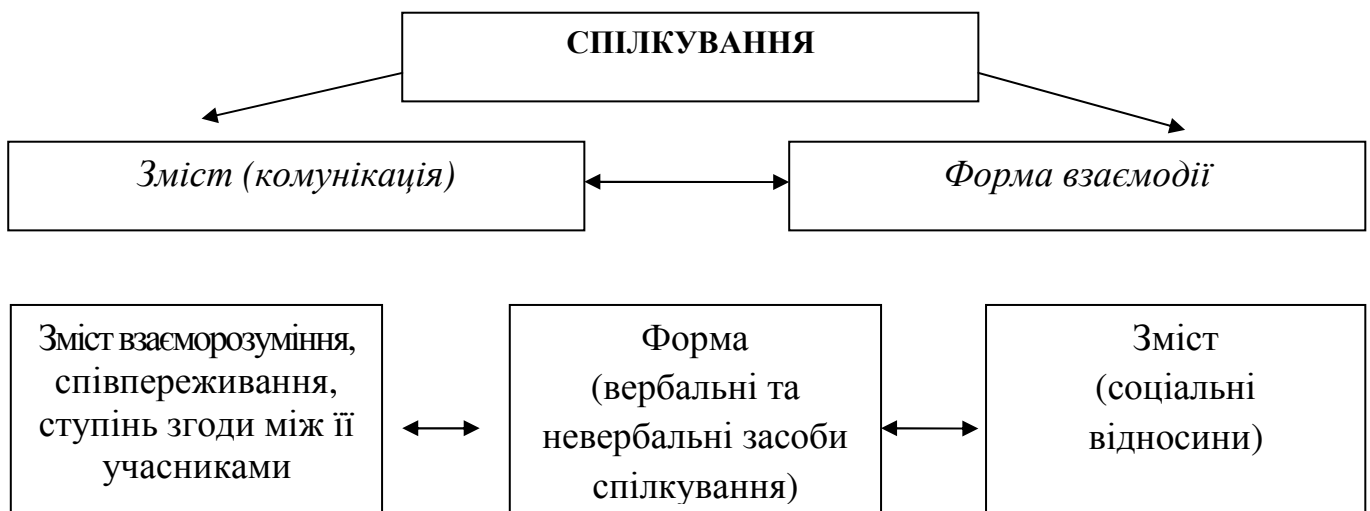 СПІЛКУВАННЯ
Зміст (комунікація)
Форма взаємодії
Зміст взаєморозуміння,
співпереживання,
ступінь згоди між її
учасниками
Форма
(вербальні та
невербальні засоби
спілкування)
Зміст
(соціальні
відносини)